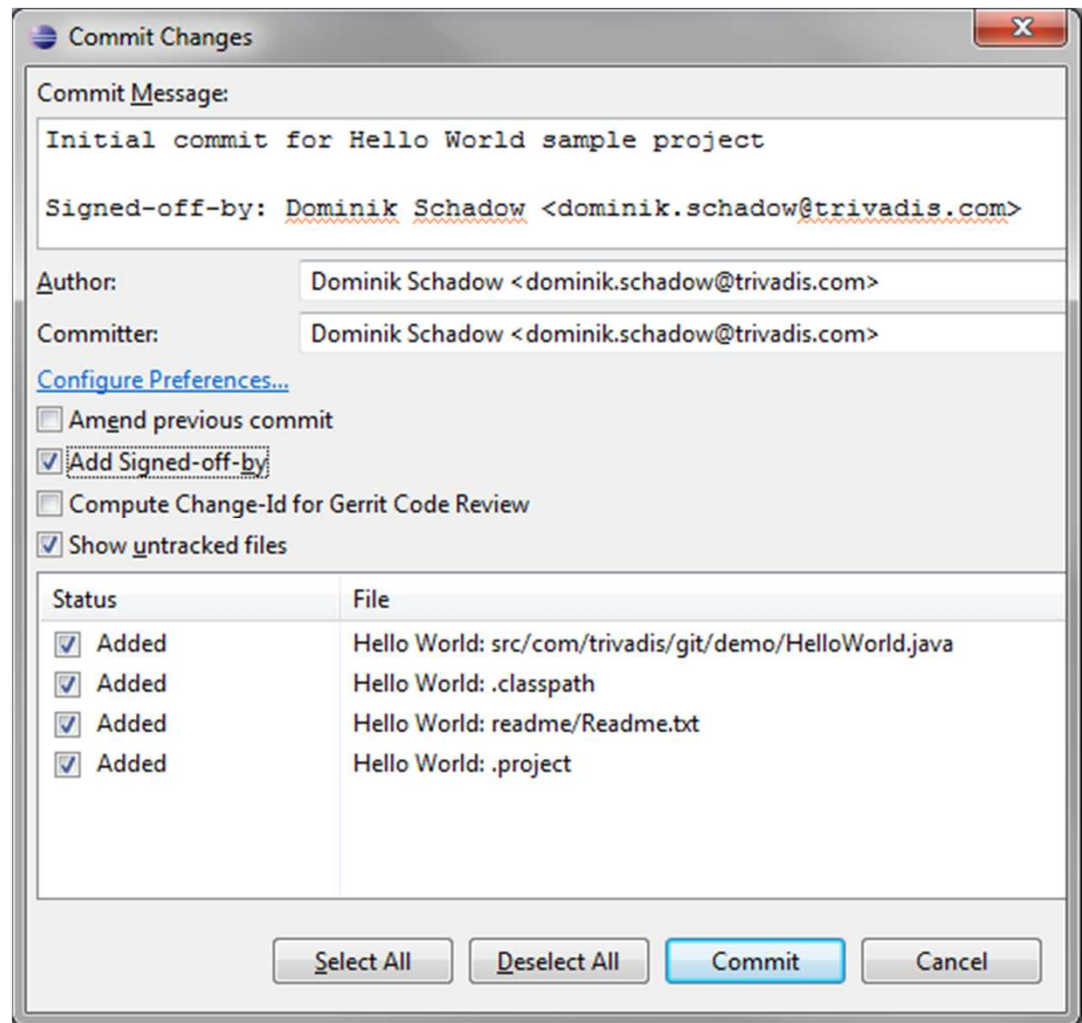 Commit Changes
Commit Message:
Initial commit for Hello World sample project
Signed-off-by: Dominik Schadow <dominik.schadow@trivadis.com>
Author: Dominik Schadow <dominik.schadow@trivadis.com>
Committer: Dominik Schadow <dominik.schadow@trivadis.com>
Configure Preferences...
Amend previous commit
Add Signed-off-by
Compute Change-Id for Gerrit Code Review
Show untracked files
Status File
Added Hello World: src/com/trivadis/git/demo/HelloWorld.java
Added Hello World: .classpath
Added Hello World: readme/Readme.txt
Added Hello World: .project
Select All Deselect All Commit Cancel